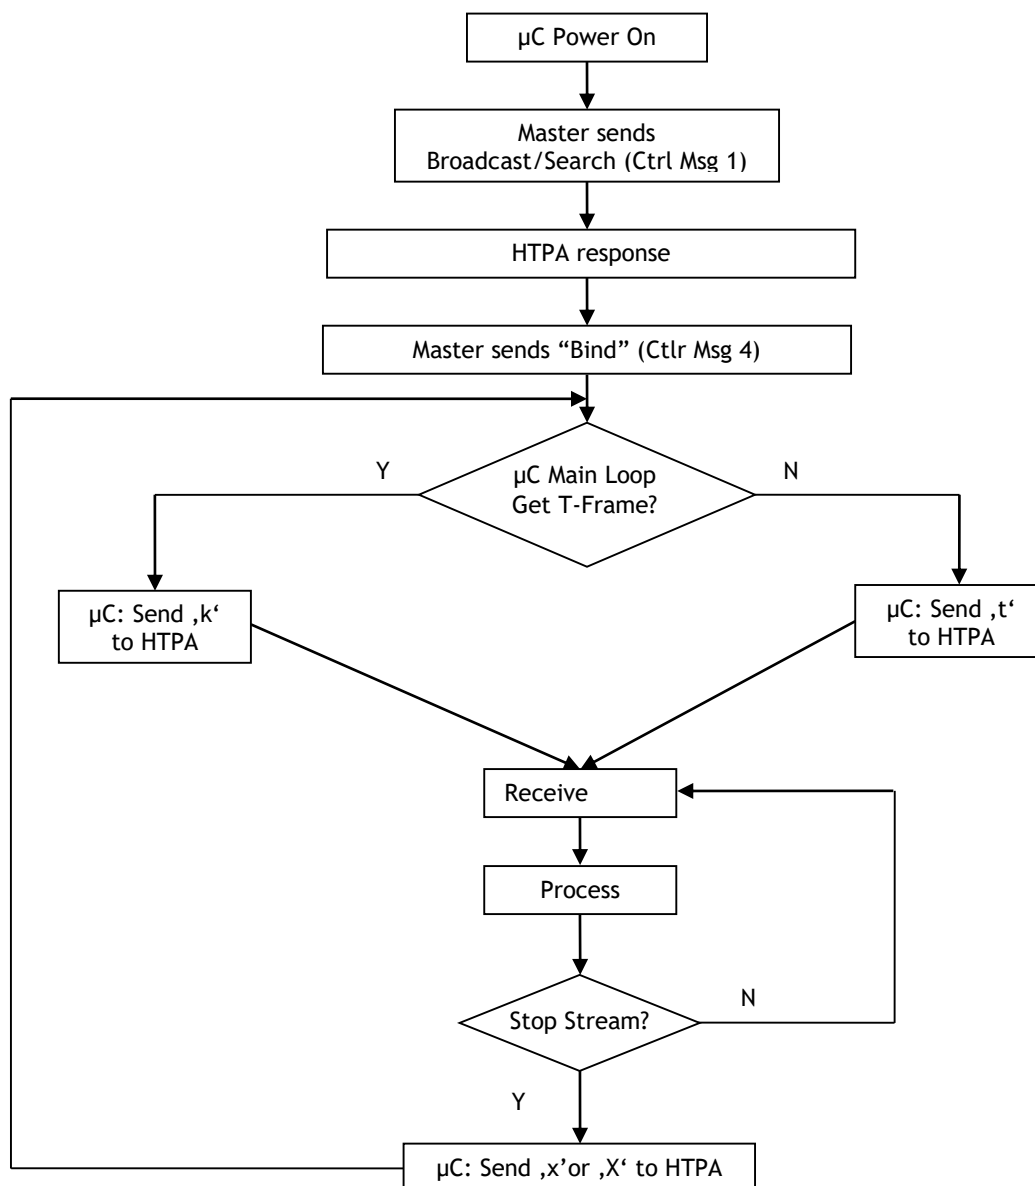 µC Power On
Master sends
Broadcast/Search (Ctrl Msg 1)
HTPA response
Master sends “Bind” (Ctlr Msg 4)
Y
N
µC Main Loop
Get T-Frame?
µC: Send ‚k‘
to HTPA
µC: Send ‚t‘
to HTPA
Receive
Process
N
Stop Stream?
Y
µC: Send ‚x’or ‚X‘ to HTPA